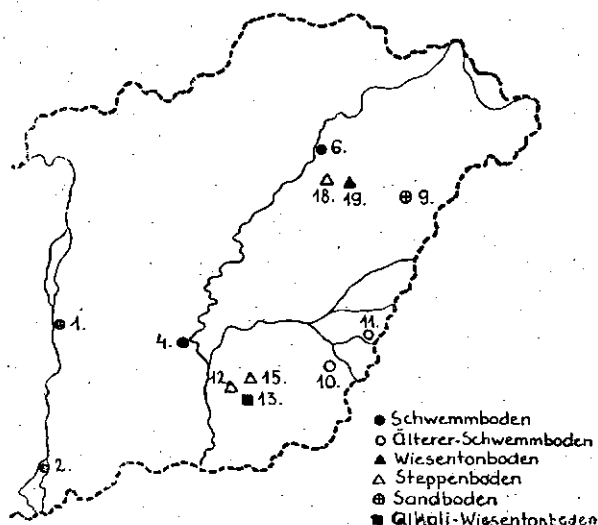 6.
18.
19.
9.
1.
4.
11.
10.
12.
15.
13.
2.
Schwemmboden
Älterer-Schwemmboden
Wiesentonboden
Steppenboden
Sandboden
Alkali-Wiesentonboden